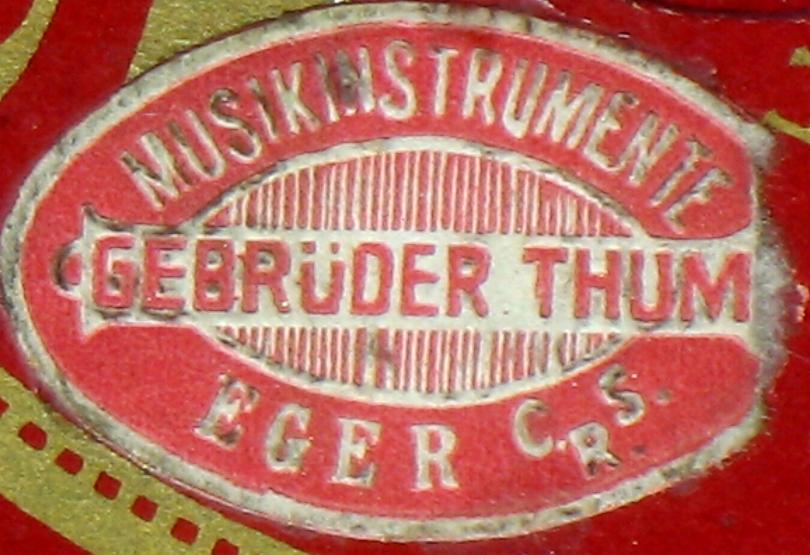 MUSIKINSTRUMENTE
GEBRÜDER THUM
EGER C.R.S.